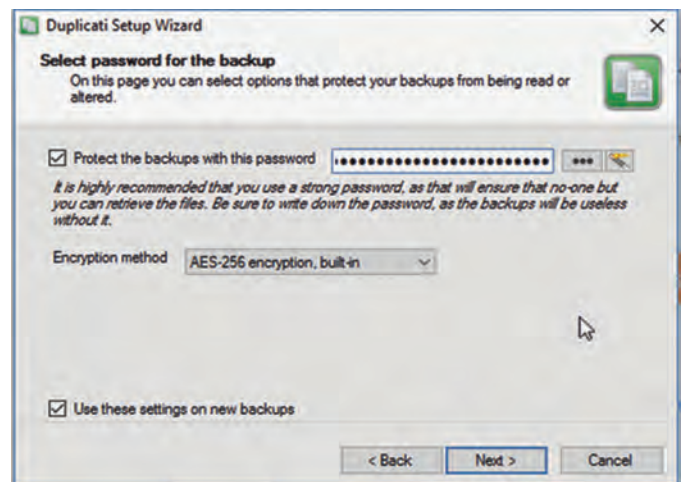 Duplicati Setup Wizard
Select password for the backup
On this page you can select options that protect your backups from being read or
altered.
Protect the backups with this password
It is highly recommended that you use a strong password, as that will ensure that no-one but
you can retrieve the files. Be sure to write down the password, as the backups will be useless
without it.
Encryption method AES-256 encryption, built-in
Use these settings on new backups
< Back Next > Cancel